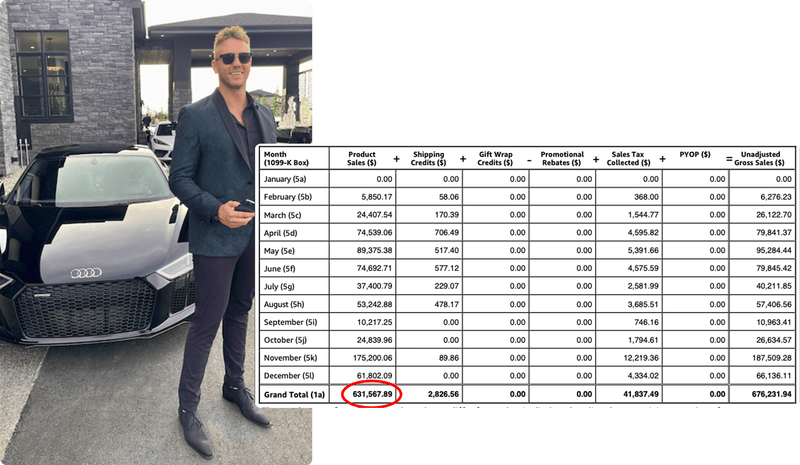 Month (1099-K Box) Product Sales ($) + Shipping Credits ($) + Gift Wrap Credits ($) - Promotional Rebates ($) + Sales Tax Collected ($) + PYOP ($) = Unadjusted Gross Sales ($)
January (5a) 0.00 0.00 0.00 0.00 0.00 0.00 0.00
February (5b) 5,850.17 58.06 0.00 0.00 368.00 0.00 6,276.23
March (5c) 24,407.54 170.39 0.00 0.00 1,544.77 0.00 26,122.70
April (5d) 74,539.06 706.49 0.00 0.00 4,595.82 0.00 79,841.37
May (5e) 89,375.38 517.40 0.00 0.00 5,391.66 0.00 95,284.44
June (5f) 74,692.71 577.12 0.00 0.00 4,575.59 0.00 79,845.42
July (5g) 37,400.79 229.07 0.00 0.00 2,581.99 0.00 40,211.85
August (5h) 53,242.88 478.17 0.00 0.00 3,685.51 0.00 57,406.56
September (5i) 10,217.25 0.00 0.00 0.00 746.16 0.00 10,963.41
October (5j) 24,839.96 0.00 0.00 0.00 1,794.61 0.00 26,634.57
November (5k) 175,200.06 89.86 0.00 0.00 12,219.36 0.00 187,509.28
December (5l) 61,802.09 0.00 0.00 0.00 4,334.02 0.00 66,136.11
Grand Total (1a) 631,567.89 2,826.56 0.00 0.00 41,837.49 0.00 676,231.94